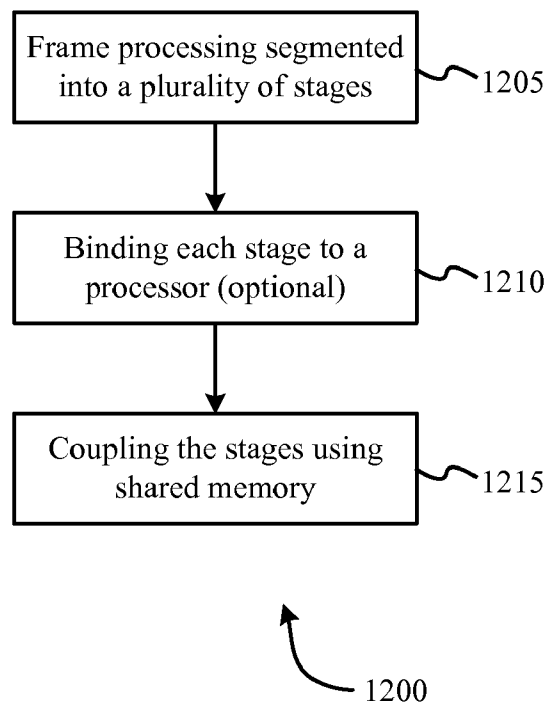 Frame processing segmented
into a plurality of stages
1205
Binding each stage to a
processor (optional)
1210
Coupling the stages using
shared memory
1215
1200